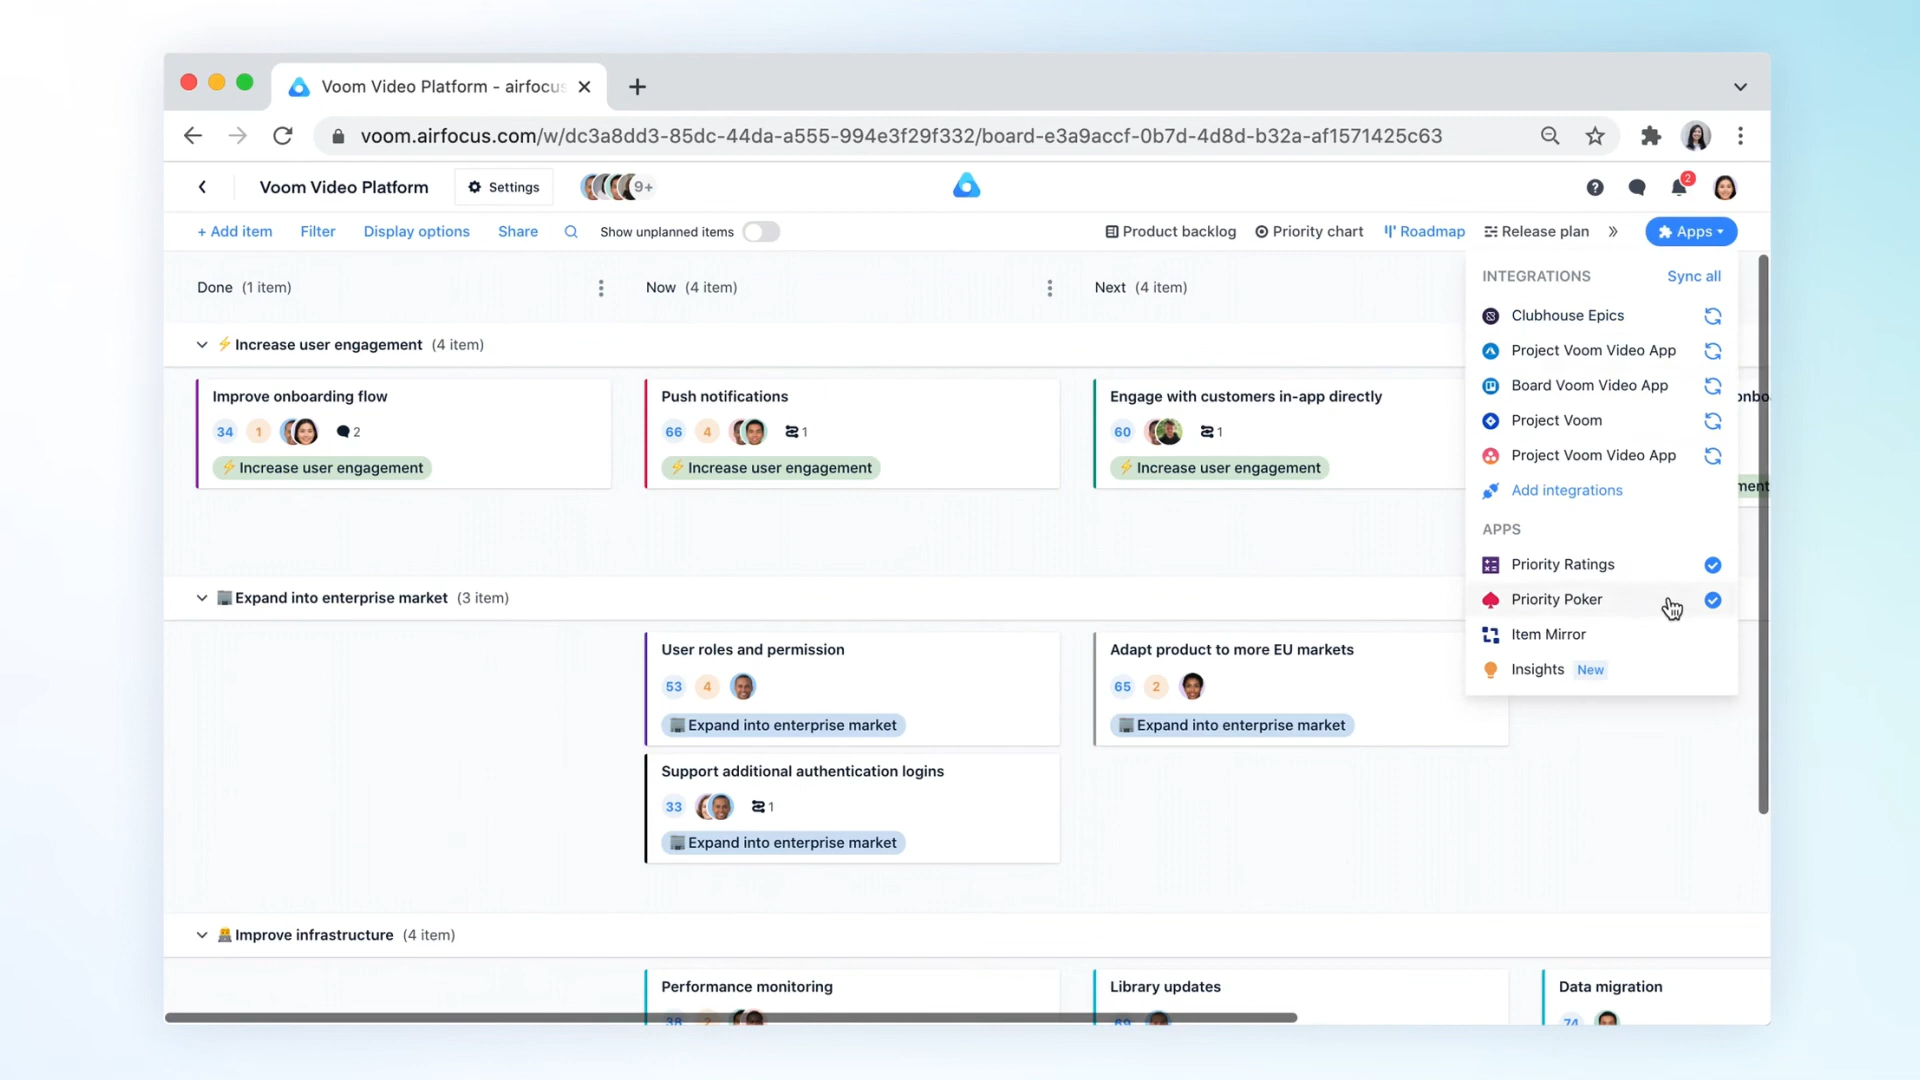 Voom Video Platform - airfocus
voom.airfocus.com/w/dc3a8dd3-85dc-44da-a555-994e3f29f332/board-e3a9accf-0b7d-4d8d-b32a-af1571425c63
Voom Video Platform
Settings
9+
2
+ Add item
Filter
Display options
Share
Show unplanned items
Product backlog
Priority chart
Roadmap
Release plan
»
Apps
Done (1 item)
Now (4 item)
Next (4 item)
⚡Increase user engagement (4 item)
Improve onboarding flow
34 1 2
⚡Increase user engagement
Push notifications
66 4 1
⚡Increase user engagement
Engage with customers in-app directly
60 1
⚡Increase user engagement
onbo
ment
INTEGRATIONS
Sync all
Clubhouse Epics
Project Voom Video App
Board Voom Video App
Project Voom
Project Voom Video App
Add integrations
APPS
Priority Ratings
Priority Poker
Item Mirror
Insights New
🏢Expand into enterprise market (3 item)
User roles and permission
53 4
🏢Expand into enterprise market
Adapt product to more EU markets
65 2
🏢Expand into enterprise market
Support additional authentication logins
33 1
🏢Expand into enterprise market
Improve infrastructure (4 item)
Performance monitoring
38 2
Library updates
69
Data migration
74